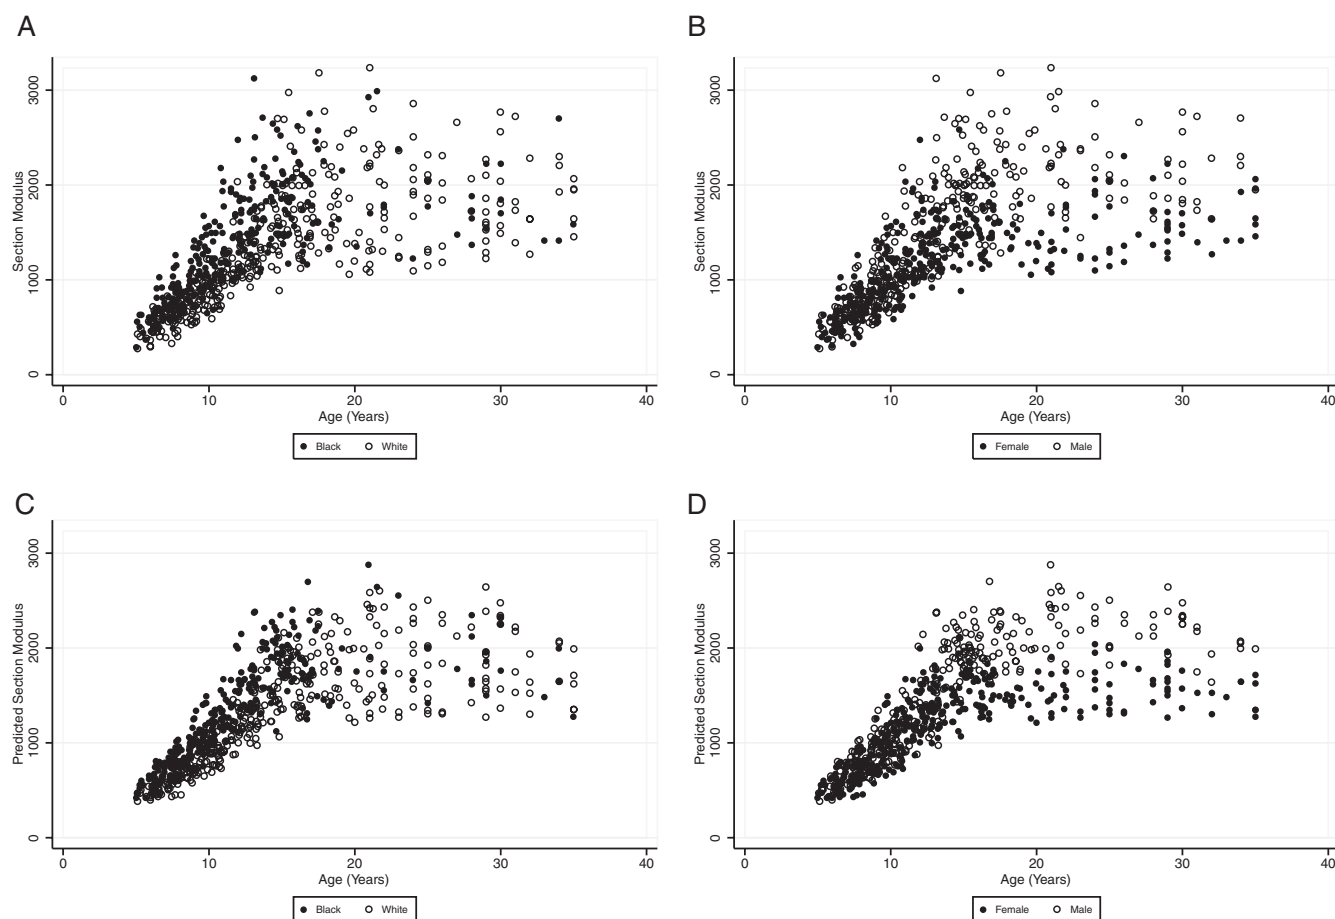 A
B
3000
2000
1000
0
Section Modulus
0 10 20 30 40
Age (Years)
Black White
3000
2000
1000
0
Section Modulus
0 10 20 30 40
Age (Years)
Female Male
C
D
3000
2000
1000
0
Predicted Section Modulus
0 10 20 30 40
Age (Years)
Black White
3000
2000
1000
0
Predicted Section Modulus
0 10 20 30 40
Age (Years)
Female Male